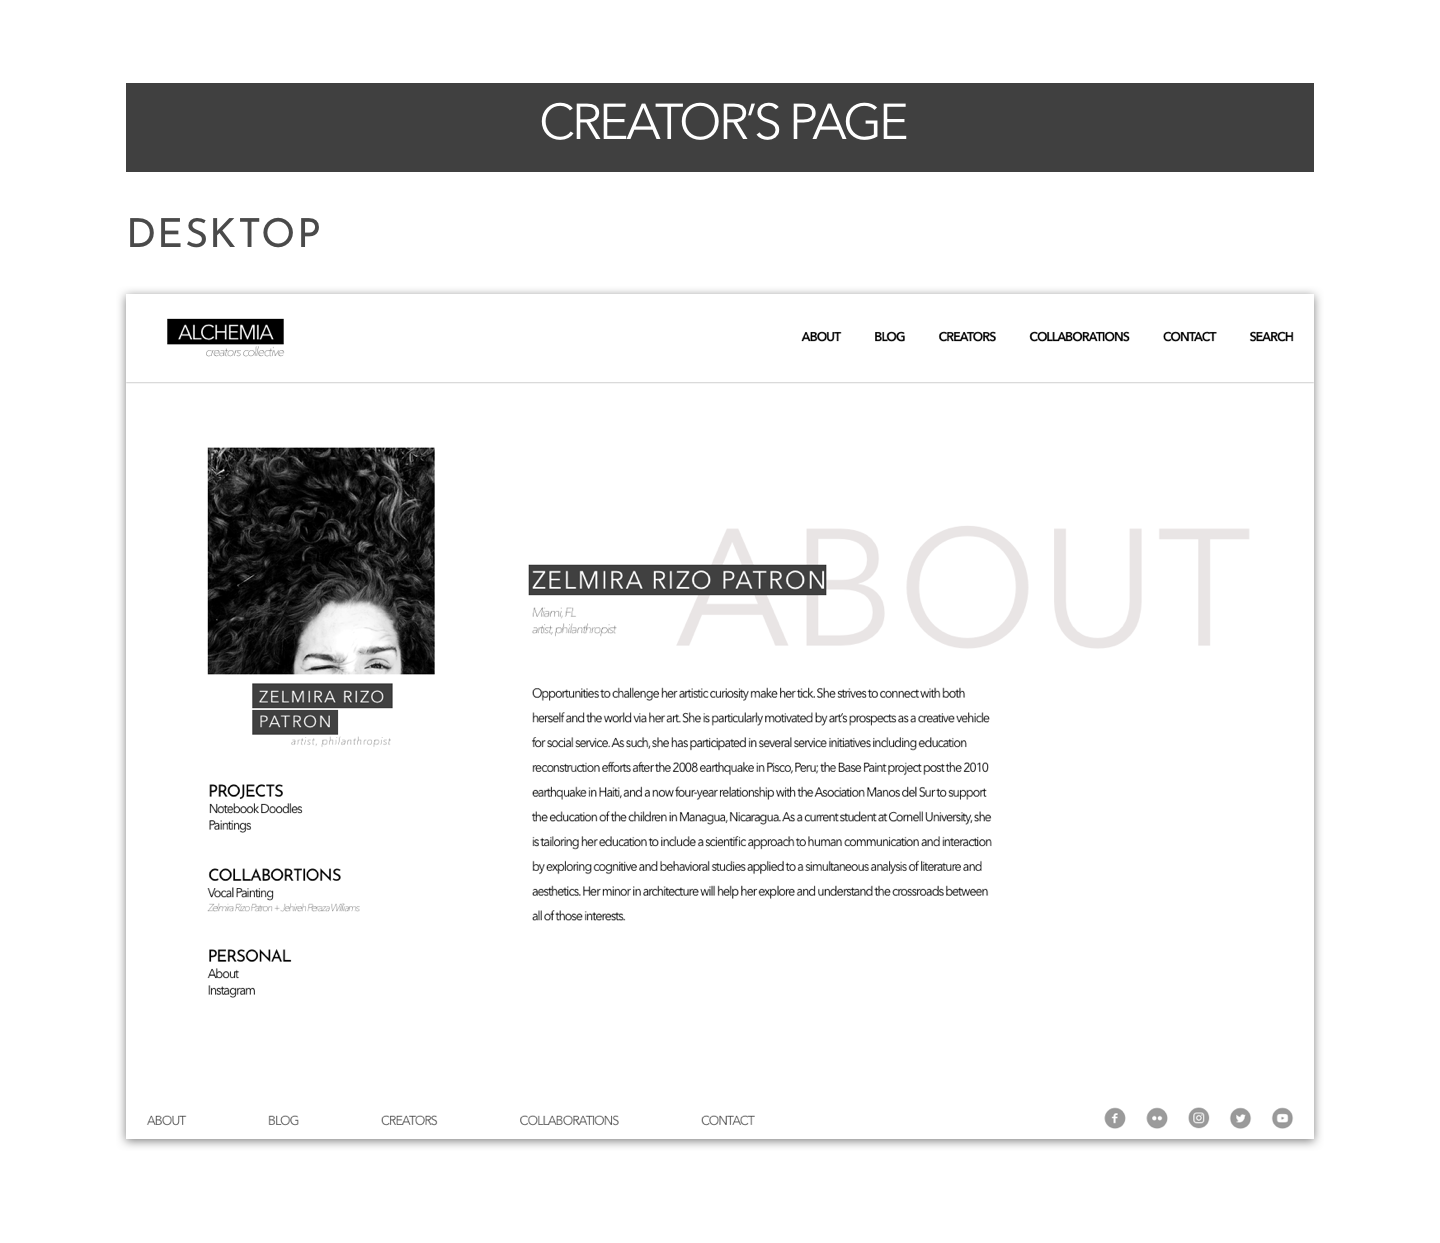 CREATOR'S PAGE
DESKTOP
ALCHEMIA
creators collective
ABOUT BLOG CREATORS COLLABORATIONS CONTACT SEARCH
ZELMIRA RIZO
PATRON
artist, philanthropist
PROJECTS
Notebook Doodles
Paintings
COLLABORTIONS
Vocal Painting
Zelmira Rizo Patron + Jehireh Peraza Williams
PERSONAL
About
Instagram
ABOUT
ZELMIRA RIZO PATRON
Miami, FL
artist, philanthropist
Opportunities to challenge her artistic curiosity make her tick. She strives to connect with both
herself and the world via her art. She is particularly motivated by art's prospects as a creative vehicle
for social service. As such, she has participated in several service initiatives including education
reconstruction efforts after the 2008 earthquake in Pisco, Peru; the Base Paint project post the 2010
earthquake in Haiti, and a now four-year relationship with the Asociation Manos del Sur to support
the education of the children in Managua, Nicaragua. As a current student at Cornell University, she
is tailoring her education to include a scientific approach to human communication and interaction
by exploring cognitive and behavioral studies applied to a simultaneous analysis of literature and
aesthetics. Her minor in architecture will help her explore and understand the crossroads between
all of those interests.
ABOUT BLOG CREATORS COLLABORATIONS CONTACT